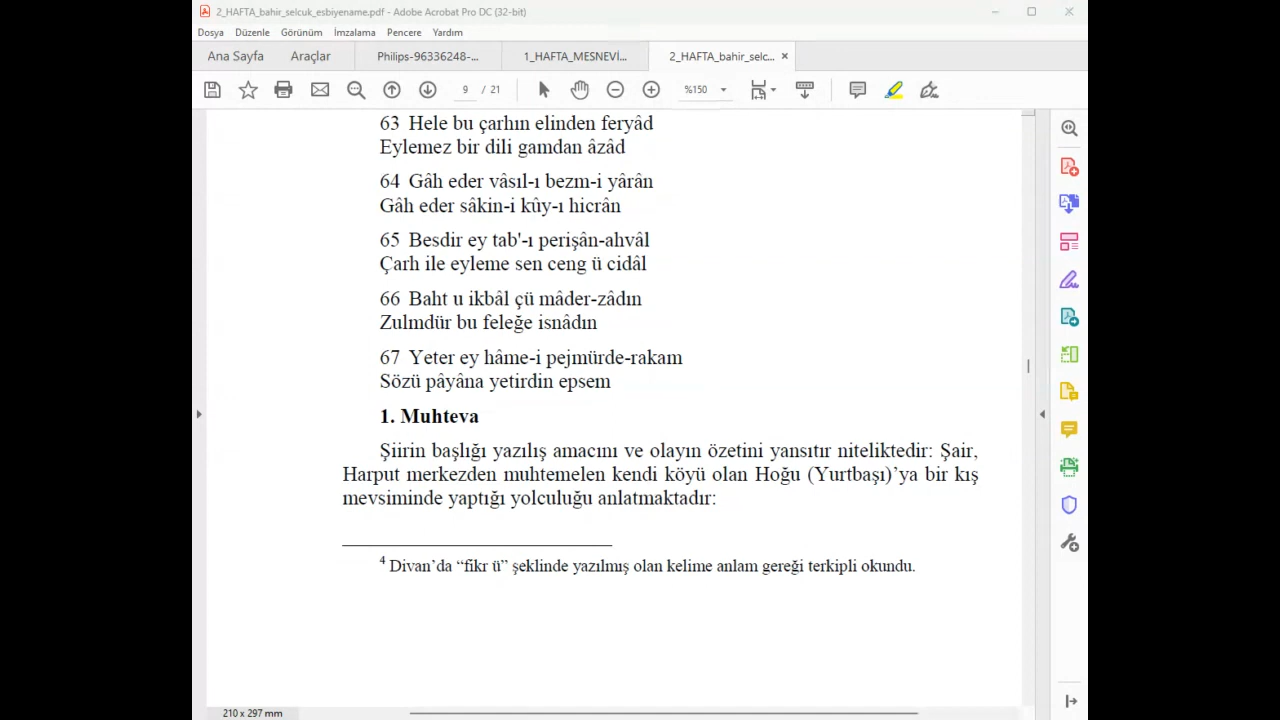 2_HAFTA_bahir_selcuk_esbiyename.pdf - Adobe Acrobat Pro DC (32-bit)
Dosya Düzenle Görünüm İmzalama Pencere Yardım
Ana Sayfa Araçlar Philips-96336248-... 1_HAFTA_MESNEVİ... 2_HAFTA_bahir_selc...
9 / 21 %150
63 Hele bu çarhın elinden feryâd
Eylemez bir dili gamdan âzâd
64 Gâh eder vâsıl-ı bezm-i yârân
Gâh eder sâkin-i kûy-ı hicrân
65 Besdir ey tab'-ı perişân-ahvâl
Çarh ile eyleme sen ceng ü cidâl
66 Baht u ikbâl çü mâder-zâdın
Zulmdür bu feleğe isnâdın
67 Yeter ey hâme-i pejmürde-rakam
Sözü pâyâna yetirdin epsem
1. Muhteva
Şiirin başlığı yazılış amacını ve olayın özetini yansıtır niteliktedir: Şair,
Harput merkezden muhtemelen kendi köyü olan Hoğu (Yurtbaşı)’ya bir kış
mevsiminde yaptığı yolculuğu anlatmaktadır:
4 Divan’da “fikr ü” şeklinde yazılmış olan kelime anlam gereği terkipli okundu.
210 x 297 mm